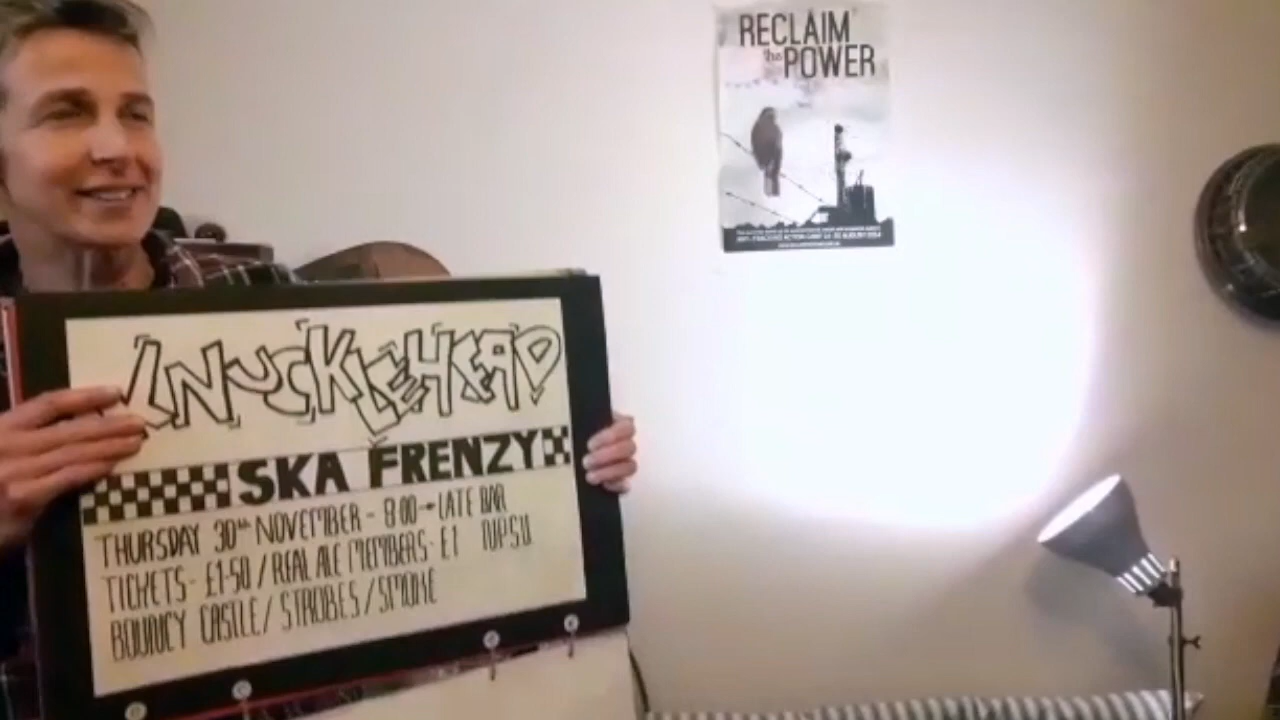 RECLAIM
the POWER
KNUCKLEHEAD
SKA FRENZY
THURSDAY 30th NOVEMBER - 8:00 → LATE BAR
TICKETS - £1·50 / REAL ALE MEMBERS - £1 TUPSU
BOUNCY CASTLE / STROBES / SMOKE